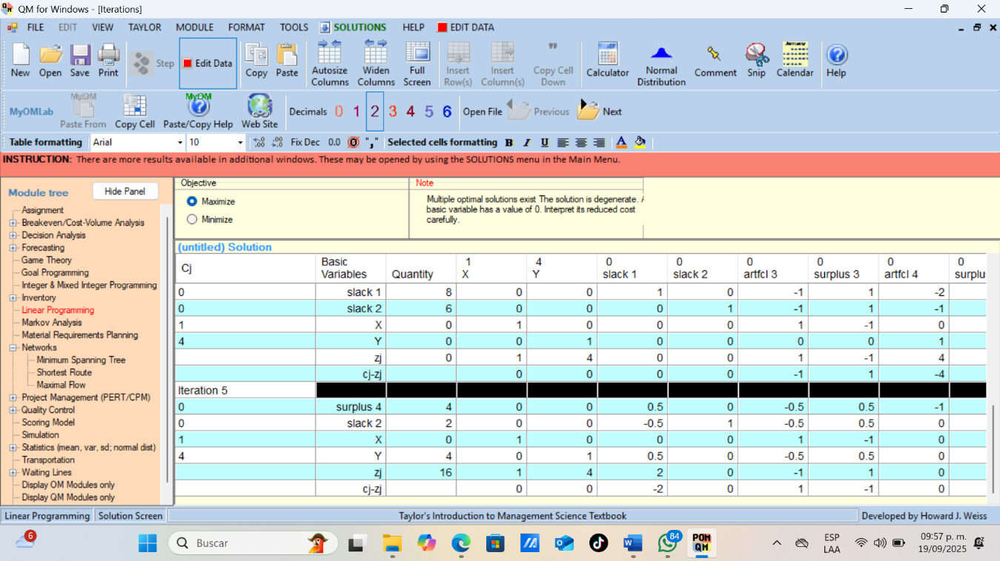 QM for Windows - [Iterations]
FILE EDIT VIEW TAYLOR MODULE FORMAT TOOLS SOLUTIONS HELP EDIT DATA
New Open Save Print Step Edit Data Copy Paste Autosize Columns Widen Columns Full Screen Insert Row(s) Insert Column(s) Copy Cell Down Calculator Normal Distribution Comment Snip Calendar Help
MyOMLab Paste From Copy Cell Paste/Copy Help Web Site Decimals 0 1 2 3 4 5 6 Open File Previous Next
Table formatting Arial 10 Fix Dec 0.0 "," Selected cells formatting B I U A
INSTRUCTION: There are more results available in additional windows. These may be opened by using the SOLUTIONS menu in the Main Menu.
Module tree Hide Panel
Assignment
Breakeven/Cost-Volume Analysis
Decision Analysis
Forecasting
Game Theory
Goal Programming
Integer & Mixed Integer Programming
Inventory
Linear Programming
Markov Analysis
Material Requirements Planning
Networks
Minimum Spanning Tree
Shortest Route
Maximal Flow
Project Management (PERT/CPM)
Quality Control
Scoring Model
Simulation
Statistics (mean, var, sd; normal dist)
Transportation
Waiting Lines
Display OM Modules only
Display QM Modules only
Objective
Maximize
Minimize
Note
Multiple optimal solutions exist The solution is degenerate. A
basic variable has a value of 0. Interpret its reduced cost
carefully.
(untitled) Solution
Cj Basic Variables Quantity 1 X 4 Y 0 slack 1 0 slack 2 0 artfcl 3 0 surplus 3 0 artfcl 4 0 surplu
0 slack 1 8 0 0 1 0 -1 1 -2
0 slack 2 6 0 0 0 1 -1 1 -1
1 X 0 1 0 0 0 1 -1 0
4 Y 0 0 1 0 0 0 0 1
zj 0 1 4 0 0 1 -1 4
cj-zj 0 0 0 0 -1 1 -4
Iteration 5
0 surplus 4 4 0 0 0.5 0 -0.5 0.5 -1
0 slack 2 2 0 0 -0.5 1 -0.5 0.5 0
1 X 0 1 0 0 0 1 -1 0
4 Y 4 0 1 0.5 0 -0.5 0.5 0
zj 16 1 4 2 0 -1 1 0
cj-zj 0 0 -2 0 1 -1 0
Linear Programming Solution Screen Taylor's Introduction to Management Science Textbook Developed by Howard J. Weiss
6 Buscar 84 POM QM ESP LAA 09:57 p. m. 19/09/2025